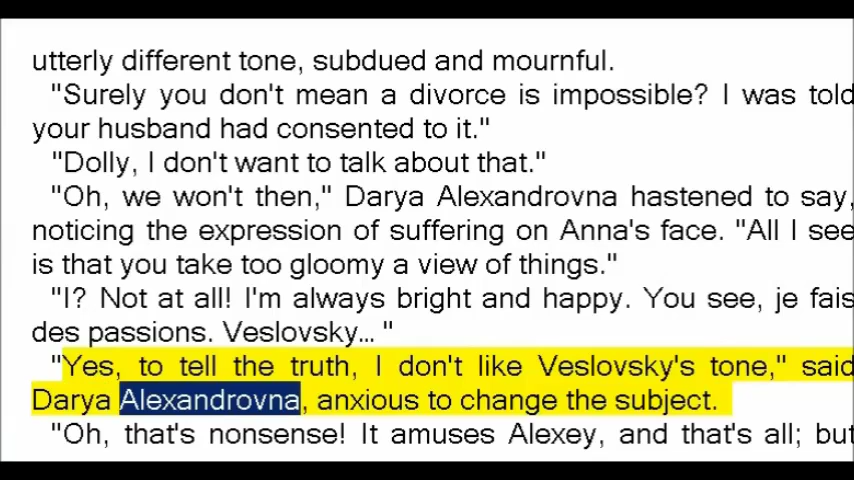 utterly different tone, subdued and mournful.
"Surely you don't mean a divorce is impossible? I was told
your husband had consented to it."
"Dolly, I don't want to talk about that."
"Oh, we won't then," Darya Alexandrovna hastened to say,
noticing the expression of suffering on Anna's face. "All I see
is that you take too gloomy a view of things."
"I? Not at all! I'm always bright and happy. You see, je fais
des passions. Veslovsky... "
"Yes, to tell the truth, I don't like Veslovsky's tone," said
Darya Alexandrovna, anxious to change the subject.
"Oh, that's nonsense! It amuses Alexey, and that's all; but